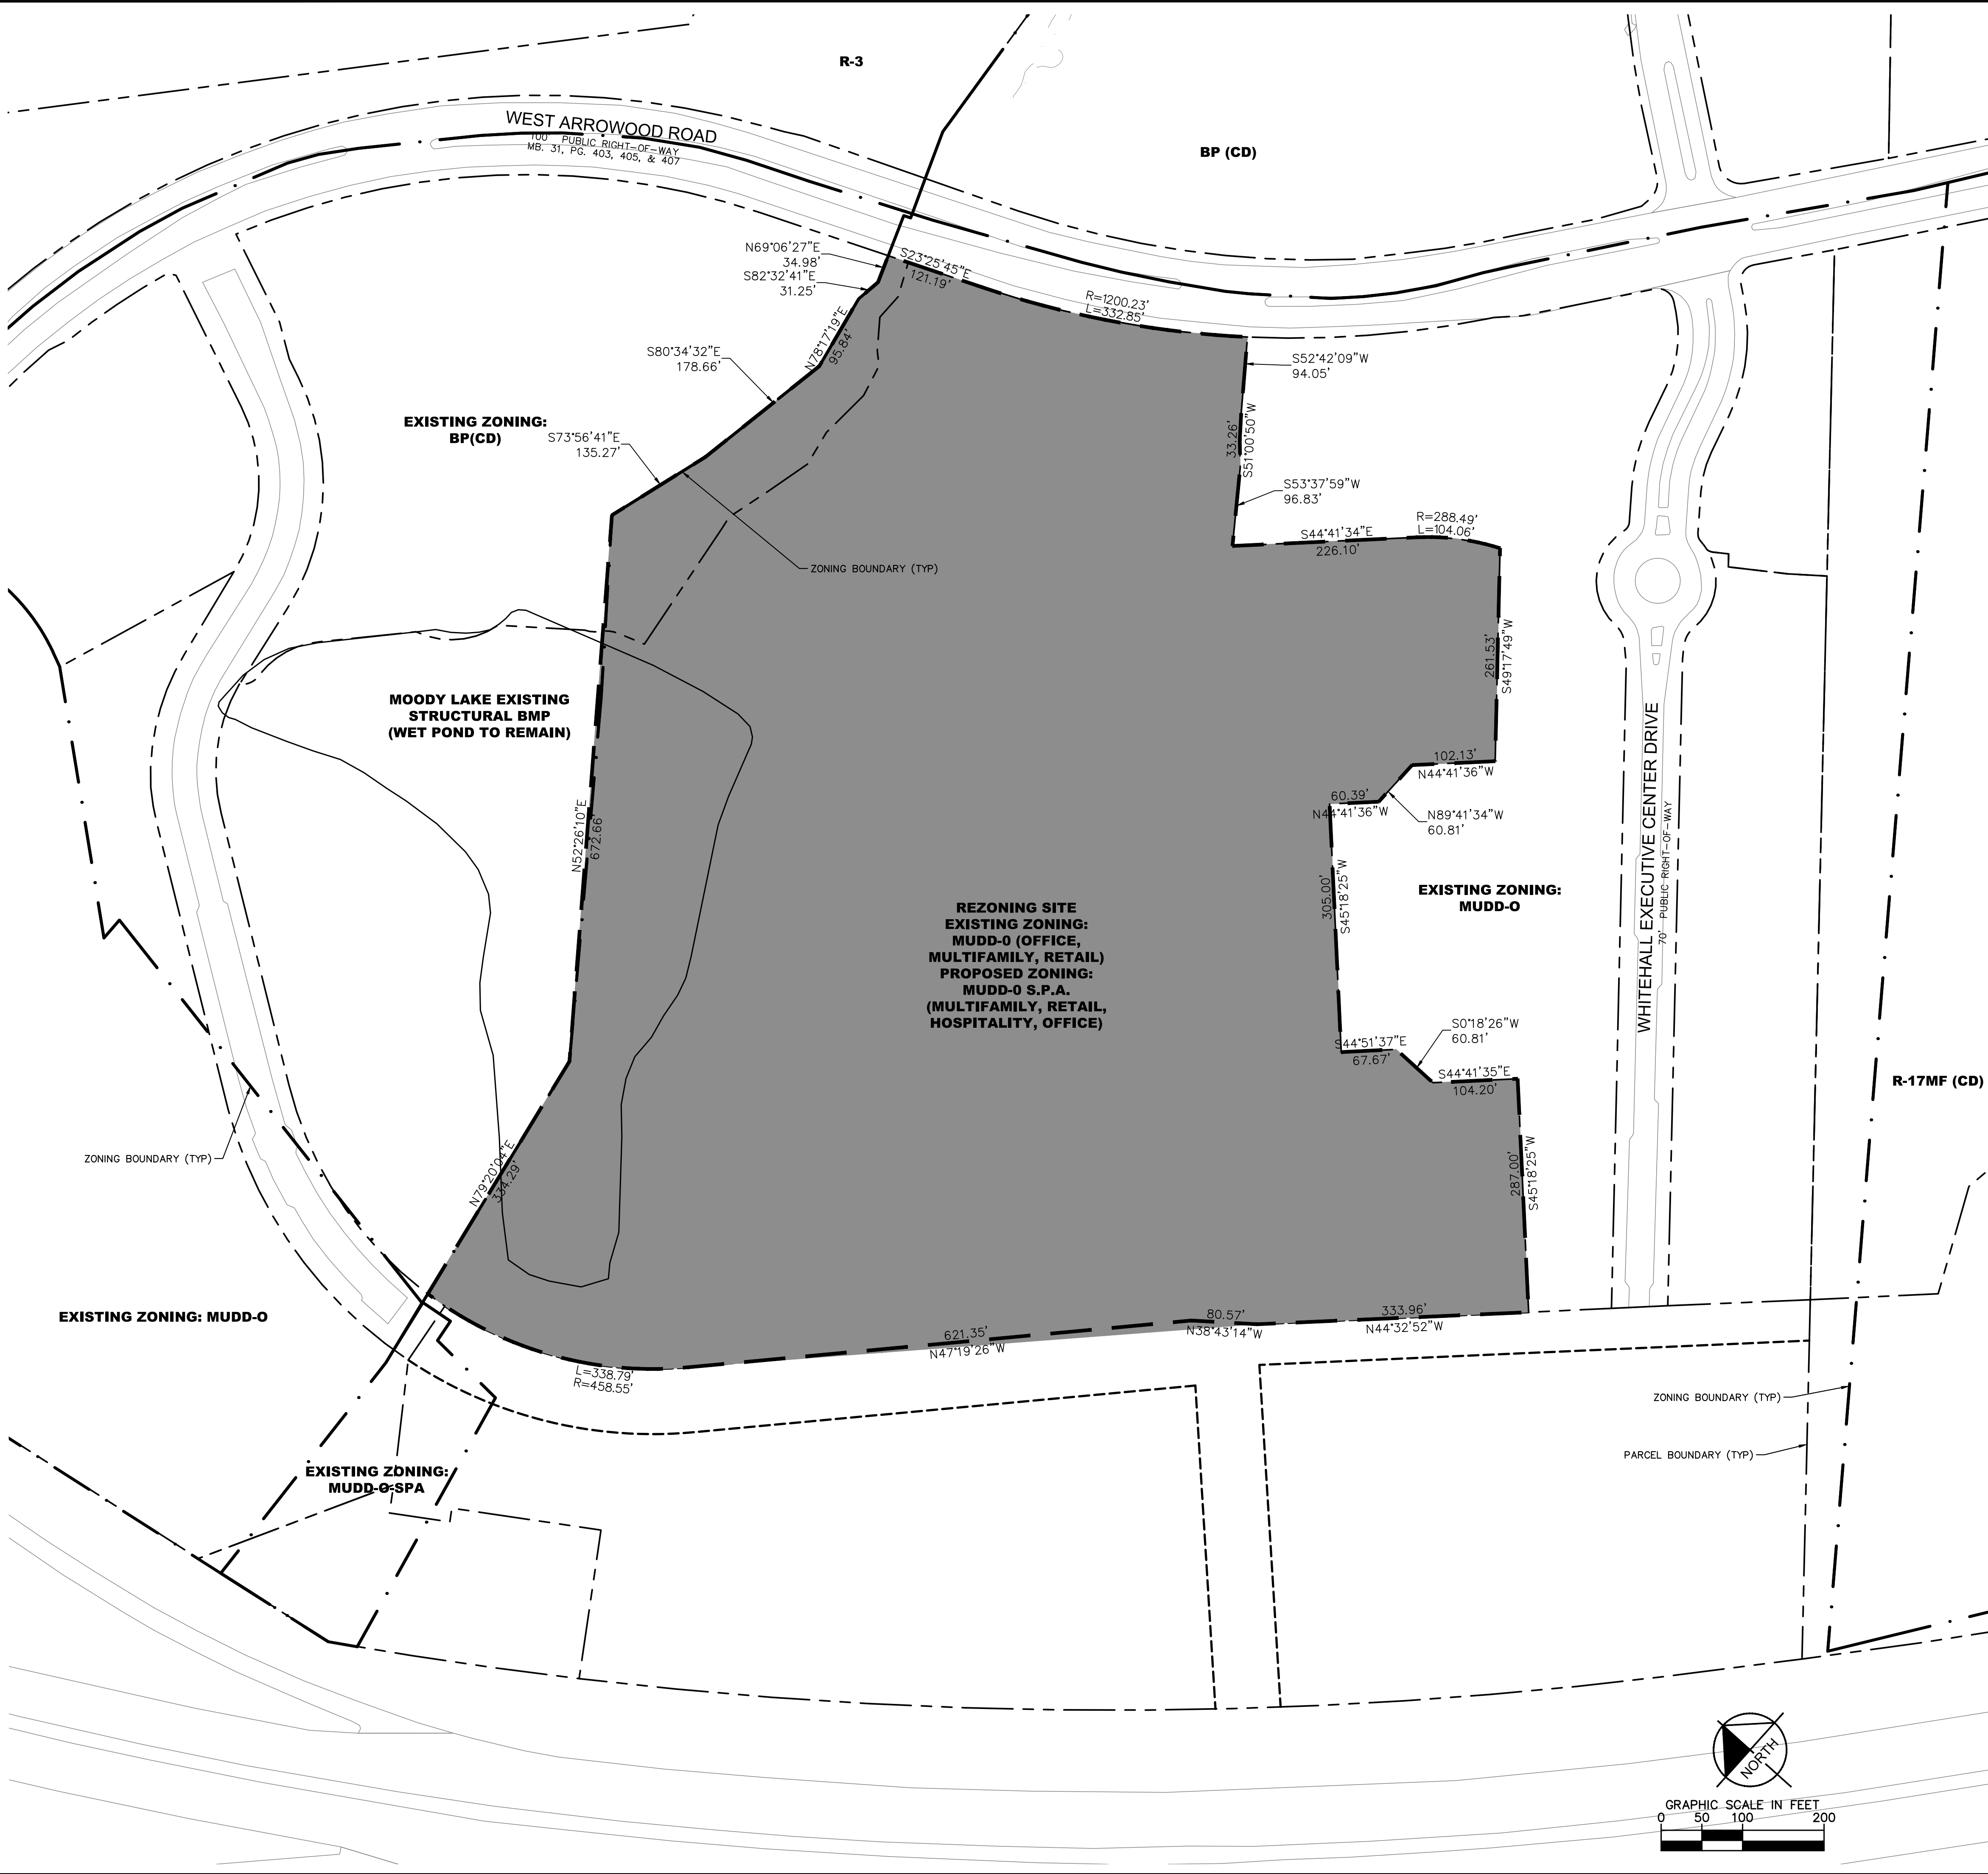 R-3
WEST ARROWOOD ROAD
100' PUBLIC RIGHT-OF-WAY
MB. 31, PG. 403, 405, & 407
BP (CD)
N69°06'27"E
34.98'
S82°32'41"E
31.25'
S23°25'45"E
121.19'
R=1200.23'
L=332.85'
N78°17'19"E
95.84'
S80°34'32"E
178.66'
S52°42'09"W
94.05'
EXISTING ZONING:
BP(CD)
S73°56'41"E
135.27'
33.26'
S51°00'50"W
S53°37'59"W
96.83'
S44°41'34"E
226.10'
R=288.49'
L=104.06'
ZONING BOUNDARY (TYP)
261.53'
S49°17'49"W
MOODY LAKE EXISTING
STRUCTURAL BMP
(WET POND TO REMAIN)
102.13'
N44°41'36"W
60.39'
N44°41'36"W
N89°41'34"W
60.81'
N52°26'10"E
672.66'
305.00'
S45°18'25"W
EXISTING ZONING:
MUDD-O
WHITEHALL EXECUTIVE CENTER DRIVE
70' PUBLIC RIGHT-OF-WAY
REZONING SITE
EXISTING ZONING:
MUDD-0 (OFFICE,
MULTIFAMILY, RETAIL)
PROPOSED ZONING:
MUDD-0 S.P.A.
(MULTIFAMILY, RETAIL,
HOSPITALITY, OFFICE)
S0°18'26"W
60.81'
S44°51'37"E
67.67'
S44°41'35"E
104.20'
R-17MF (CD)
ZONING BOUNDARY (TYP)
N79°20'04"E
334.29'
287.00'
S45°18'25"W
EXISTING ZONING: MUDD-O
621.35'
N47°19'26"W
80.57'
N38°43'14"W
333.96'
N44°32'52"W
L=338.79'
R=458.55'
ZONING BOUNDARY (TYP)
PARCEL BOUNDARY (TYP)
EXISTING ZONING:
MUDD-O-SPA
NORTH
GRAPHIC SCALE IN FEET
0 50 100 200